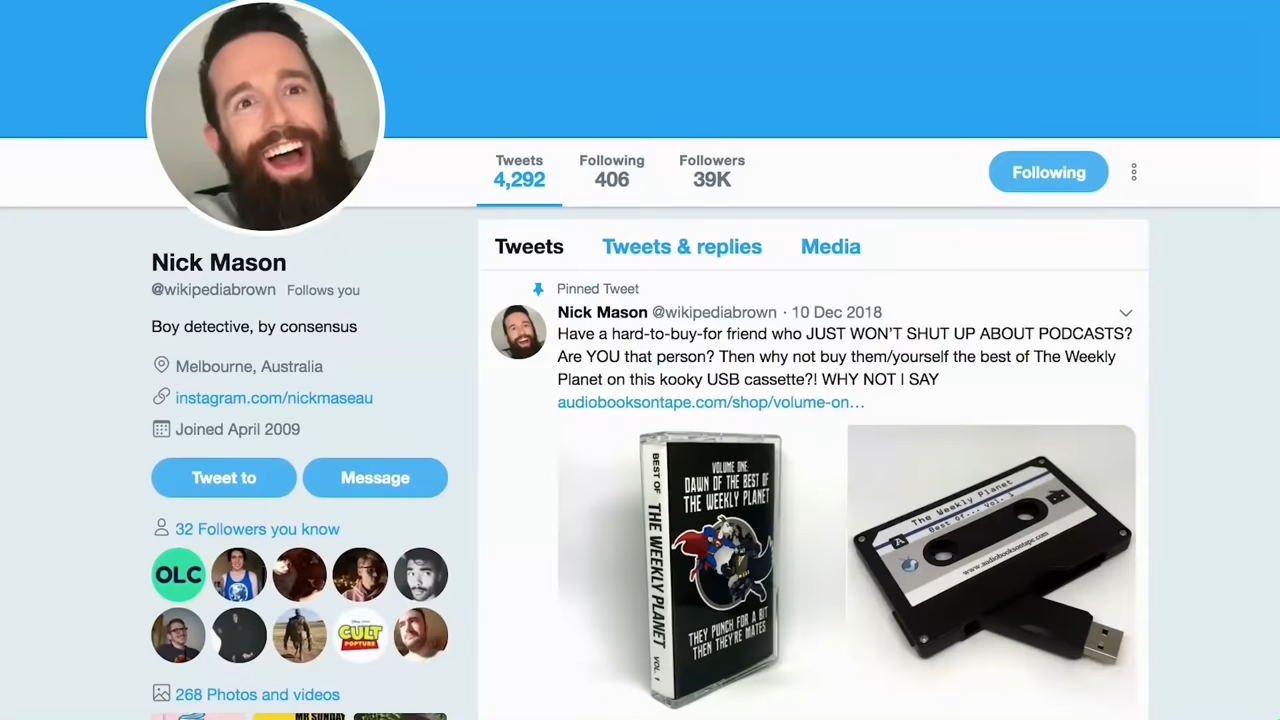 Tweets
Following
Followers
4,292
406
39K
Following
Nick Mason
@wikipediabrown Follows you
Boy detective, by consensus
Melbourne, Australia
instagram.com/nickmaseau
Joined April 2009
Tweet to
Message
32 Followers you know
OLC
CULT
POPTURE
268 Photos and videos
MR SUNDAY
Tweets
Tweets & replies
Media
Pinned Tweet
Nick Mason @wikipediabrown · 10 Dec 2018
Have a hard-to-buy-for friend who JUST WON'T SHUT UP ABOUT PODCASTS?
Are YOU that person? Then why not buy them/yourself the best of The Weekly
Planet on this kooky USB cassette?! WHY NOT I SAY
audiobooksontape.com/shop/volume-on…
BEST OF THE WEEKLY PLANET VOL. 1
VOLUME ONE:
DAWN OF THE BEST OF
THE WEEKLY PLANET
THEY PUNCH FOR A BIT
THEN THEY'RE MATES
The Weekly Planet
A Best of... Vol. 1
www.audiobooksontape.com